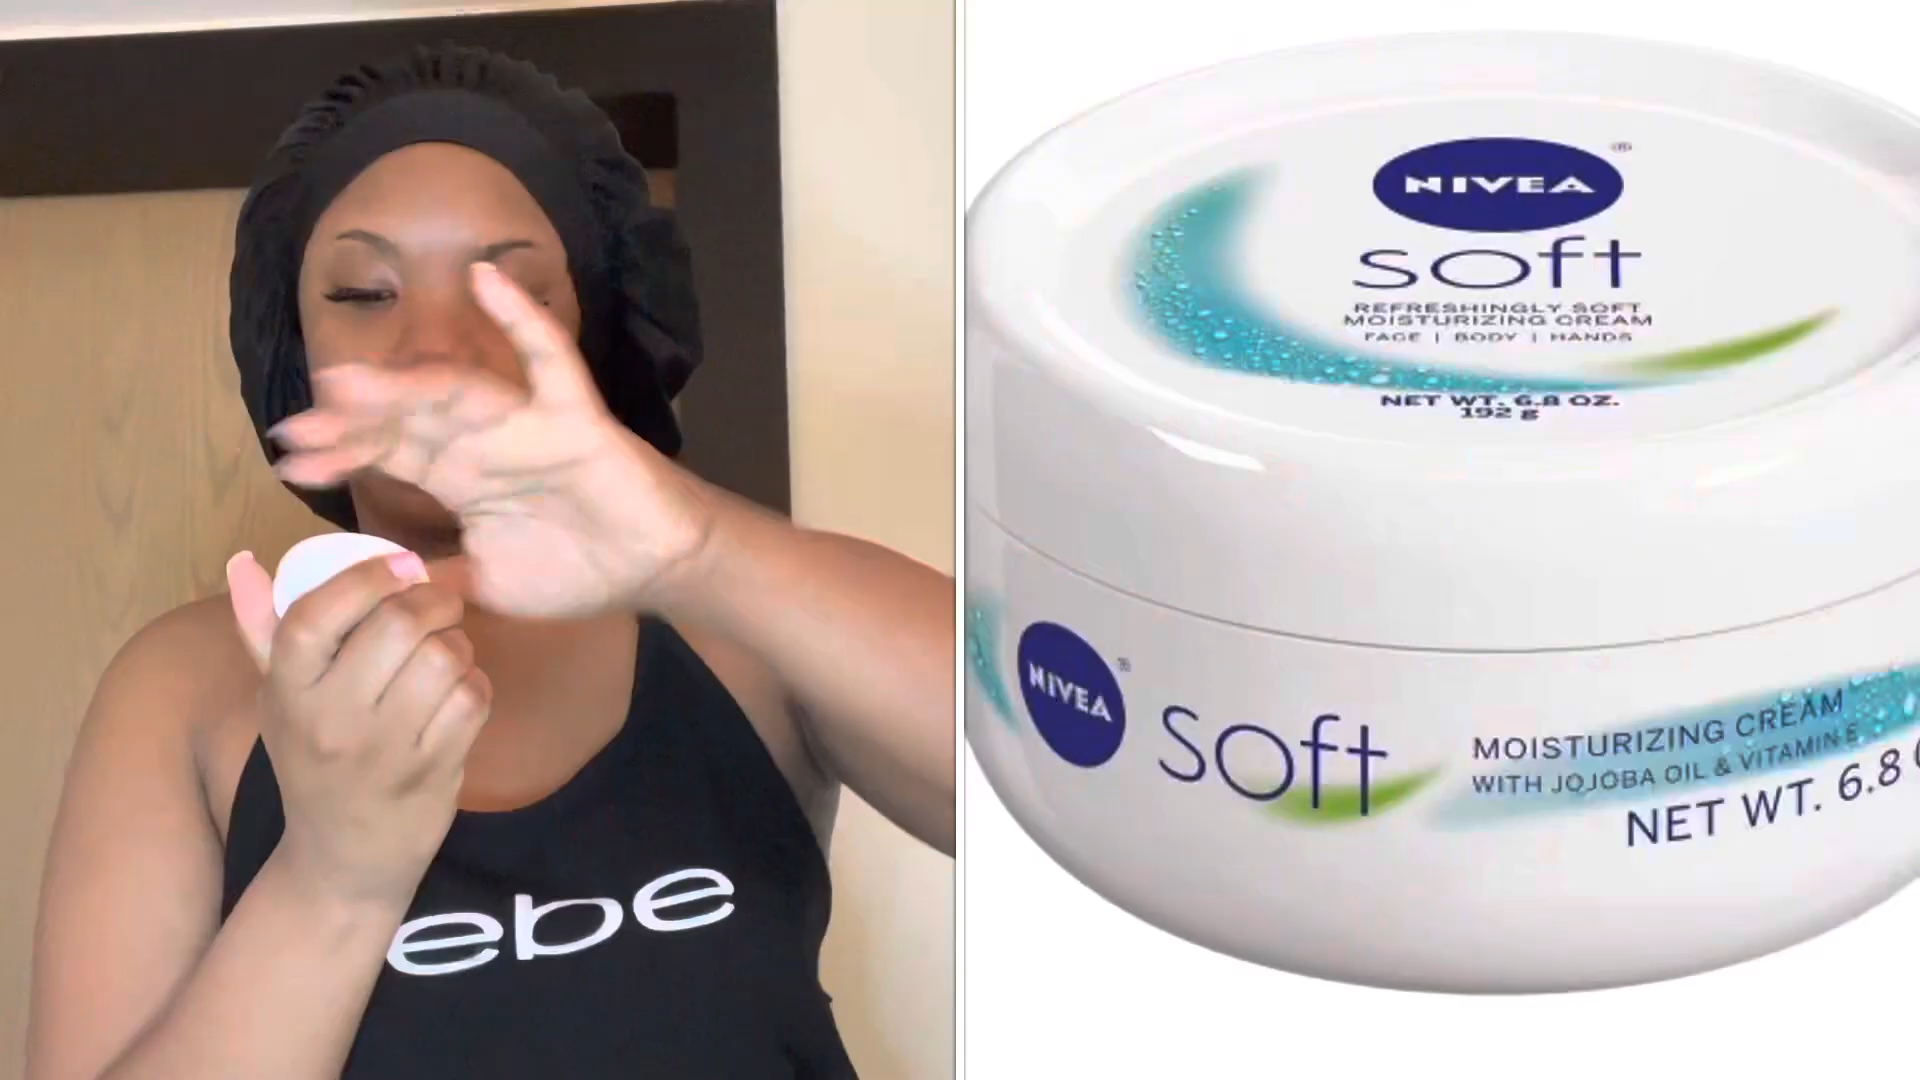 ebe
NIVEA
soft
REFRESHINGLY SOFT
MOISTURIZING CREAM
FACE | BODY | HANDS
NET WT. 6.8 OZ.
192 g
NIVEA
soft
MOISTURIZING CREAM
WITH JOJOBA OIL & VITAMIN E
NET WT. 6.8